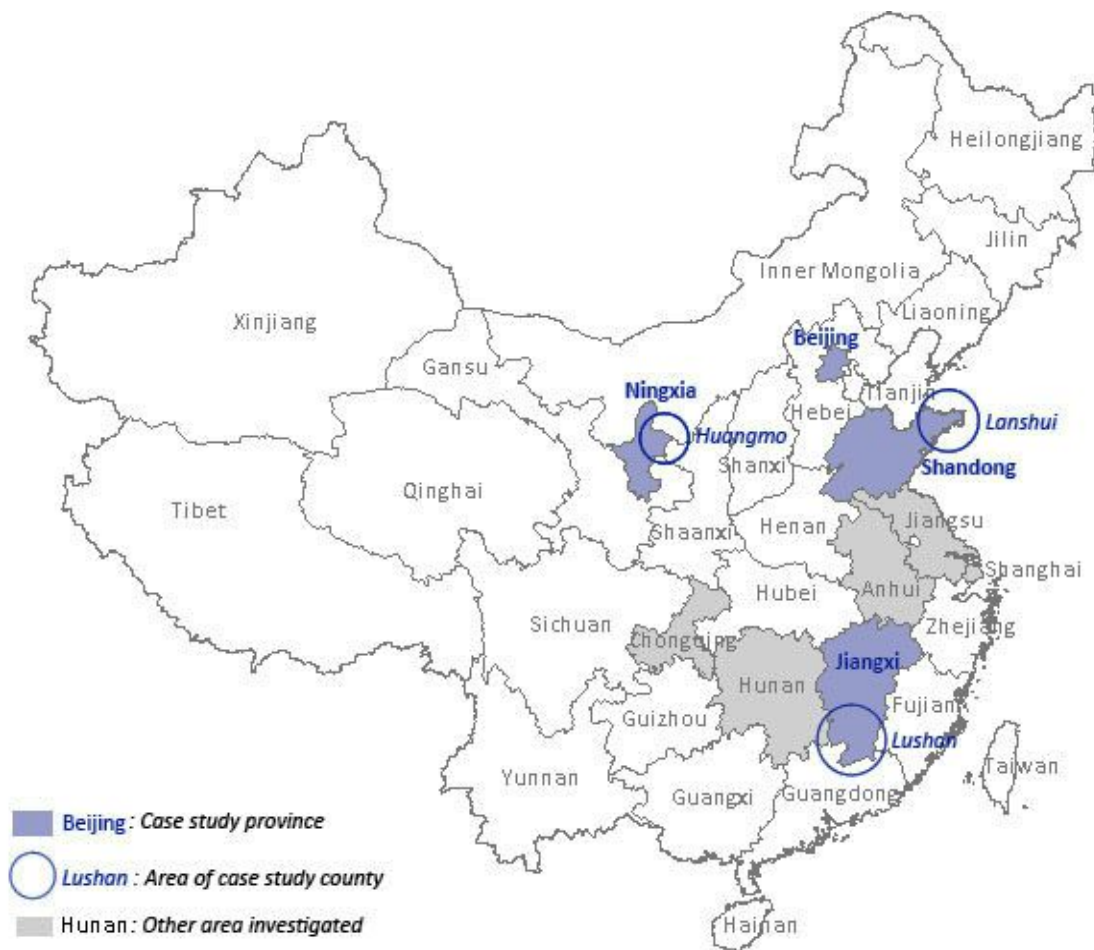 Heilongjiang
Jilin
Inner Mongolia
Liaoning
Xinjiang
Beijing
Gansu
Tianjin
Ningxia
Hebei
Lanshui
Huangmo
Shanxi
Shandong
Qinghai
Tibet
Jiangsu
Henan
Shaanxi
Shanghai
Anhui
Hubei
Sichuan
Zhejiang
Chongqing
Jiangxi
Hunan
Fujian
Guizhou
Lushan
Taiwan
Yunnan
Guangxi
Guangdong
Beijing : Case study province
Lushan : Area of case study county
Hunan: Other area investigated
Hainan